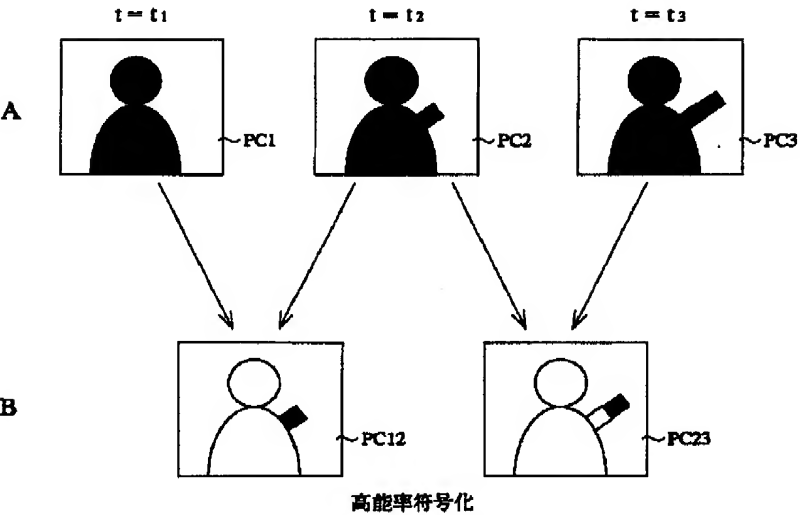 t = t1 t = t2 t = t3
A PC1 PC2 PC3
B PC12 PC23
高能率符号化